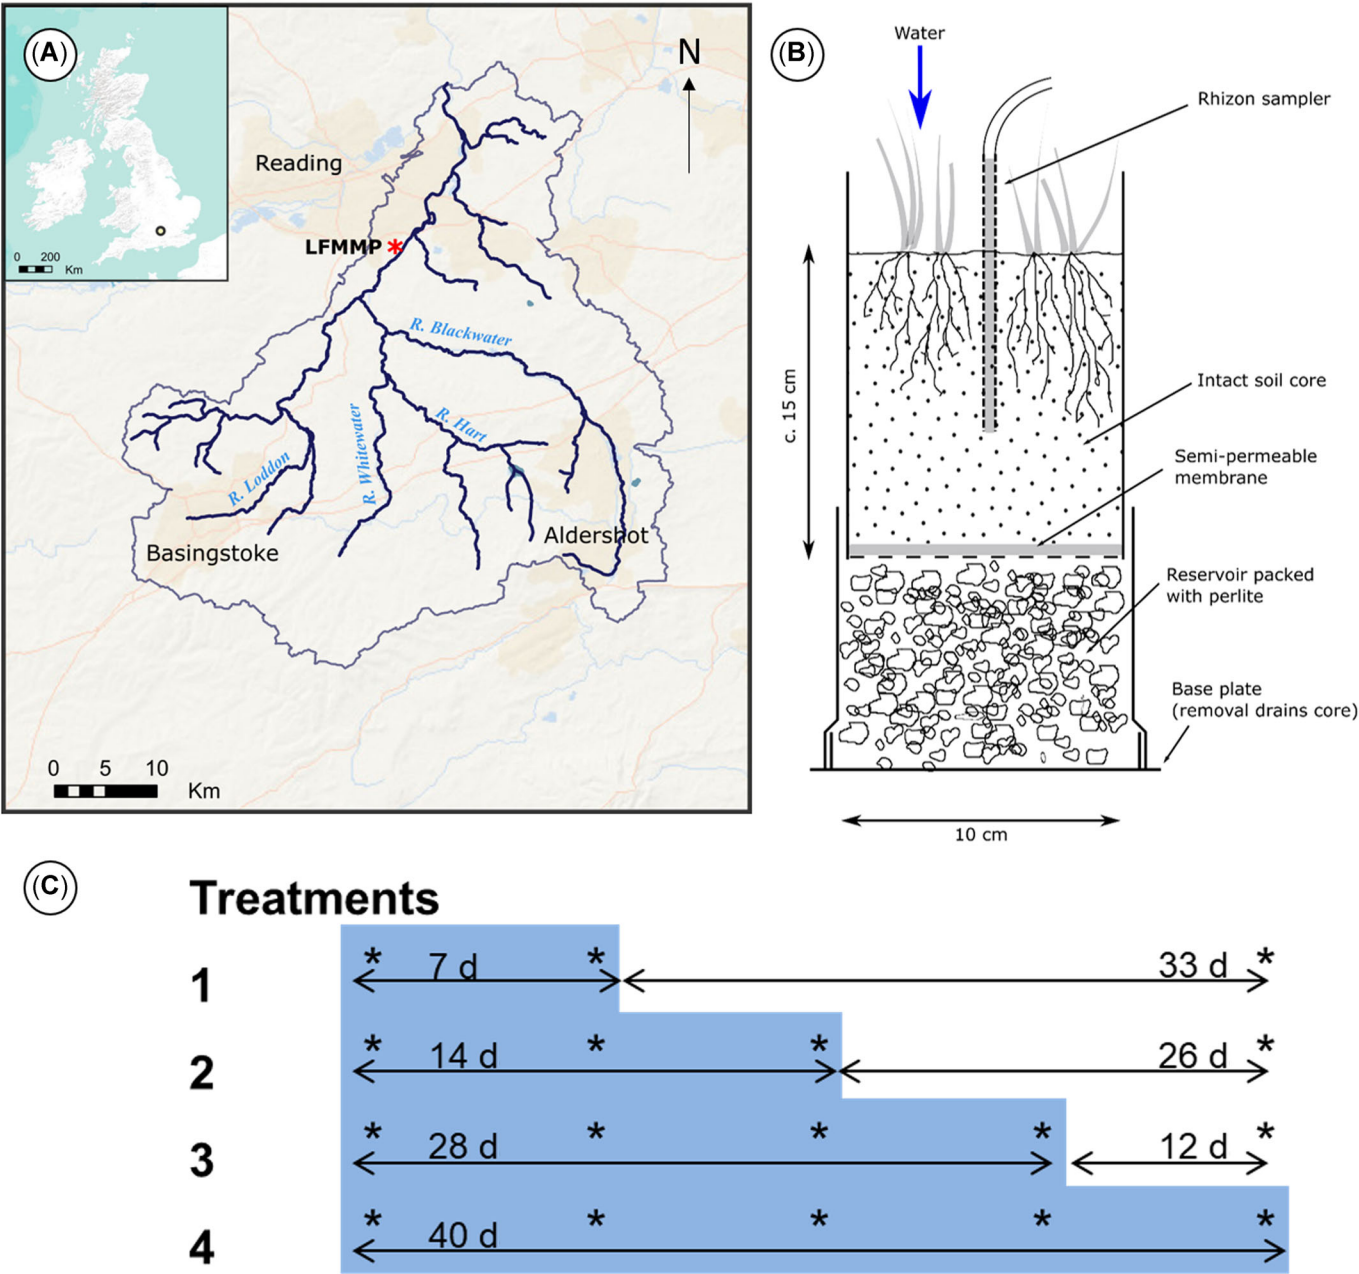 (A)
N
Reading
LFMMP *
R. Blackwater
R. Hart
R. Whitewater
R. Loddon
Aldershot
Basingstoke
0 200
Km
0 5 10
Km
(B)
Water
Rhizon sampler
Intact soil core
Semi-permeable
membrane
Reservoir packed
with perlite
Base plate
(removal drains core)
c. 15 cm
10 cm
(C)
Treatments
1 * 7 d * 33 d *
2 * 14 d * * 26 d *
3 * 28 d * * * 12 d *
4 * 40 d * * * *